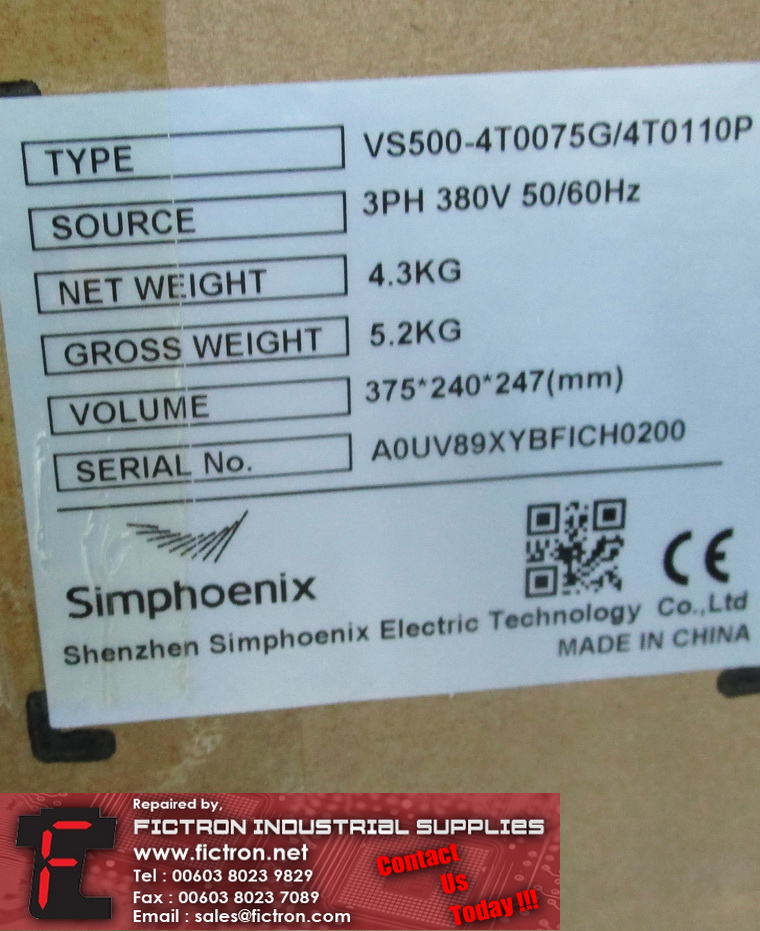 TYPE VS500-4T0075G/4T0110P
SOURCE 3PH 380V 50/60Hz
NET WEIGHT 4.3KG
GROSS WEIGHT 5.2KG
VOLUME 375*240*247(mm)
SERIAL No. A0UV89XYBFICH0200
CE
Simphoenix
Shenzhen Simphoenix Electric Technology Co.,Ltd
MADE IN CHINA
Repaired by,
FICTRON INDUSTRIAL SUPPLIES
www.fictron.net
Tel : 00603 8023 9829
Fax : 00603 8023 7089
Email : sales@fictron.com
Contact
Us
Today !!!